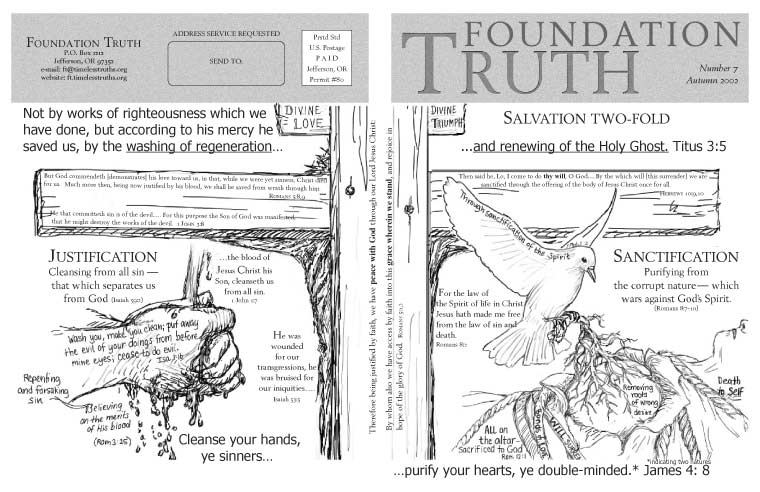 FOUNDATION TRUTH
P.O. Box 1212
Jefferson, OR 97352
e-mail: ft@timelesstruths.org
website: ft.timelesstruths.org
ADDRESS SERVICE REQUESTED
SEND TO:
Prstd Std
U.S. Postage
P A I D
Jefferson, OR
Permit #80
Not by works of righteousness which we
have done, but according to his mercy he
saved us, by the washing of regeneration…
DIVINE
LOVE
But God commendeth [demonstrates] his love toward us, in that, while we were yet sinners, Christ died
for us. Much more then, being now justified by his blood, we shall be saved from wrath through him.
ROMANS 5:8,9
He that committeth sin is of the devil.… For this purpose the Son of God was manifested,
that he might destroy the works of the devil. 1 JOHN 3:8
JUSTIFICATION
Cleansing from all sin —
that which separates us
from God (Isaiah 59:2)
…the blood of
Jesus Christ his
Son, cleanseth us
from all sin.
1 John 1:7
Wash you, make you clean; put away
the evil of your doings from before
mine eyes; cease to do evil.
Isa. 1:16
Repenting
and forsaking
sin
Believing
on the merits
of His blood
(Rom 3:25)
He was
wounded
for our
transgressions, he
was bruised for
our iniquities.…
Isaiah 53:5
Cleanse your hands,
ye sinners…
Therefore being justified by faith, we have peace with God through our Lord Jesus Christ:
By whom also we have access by faith into this grace wherein we stand, and rejoice in
hope of the glory of God. ROMANS 5:1,2
FOUNDATION
TRUTH
Number 7
Autumn 2002
DIVINE
TRIUMPH
SALVATION TWO-FOLD
…and renewing of the Holy Ghost. Titus 3:5
Then said he, Lo, I come to do thy will, O God.… By the which will [this surrender] we are
sanctified through the offering of the body of Jesus Christ once for all.
HEBREWS 10:9,10
Through sanctification of the Spirit
SANCTIFICATION
Purifying from
the corrupt nature— which
wars against God's Spirit.
(Romans 8:7-10)
For the law of
the Spirit of life in Christ
Jesus hath made me free
from the law of sin and
death.
Romans 8:2
Removing
roots
of wrong
desire
Death
to Self
All on
the altar-
Sacrificed to God
Rom. 12:1
*indicating two natures
…purify your hearts, ye double-minded.* James 4: 8